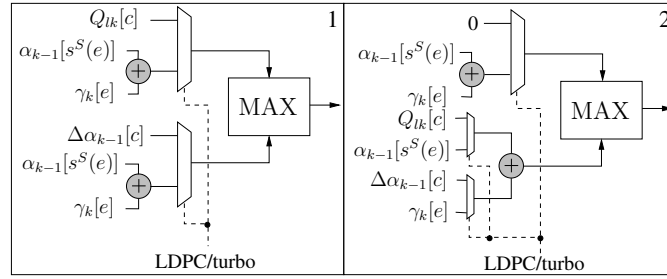 1
Q_{lk}[c]
α_{k−1}[s^S(e)]
+
γ_k[e]
MAX
Δα_{k−1}[c]
α_{k−1}[s^S(e)]
+
γ_k[e]
LDPC/turbo
2
0
α_{k−1}[s^S(e)]
+
γ_k[e]
MAX
Q_{lk}[c]
α_{k−1}[s^S(e)]
+
Δα_{k−1}[c]
γ_k[e]
LDPC/turbo